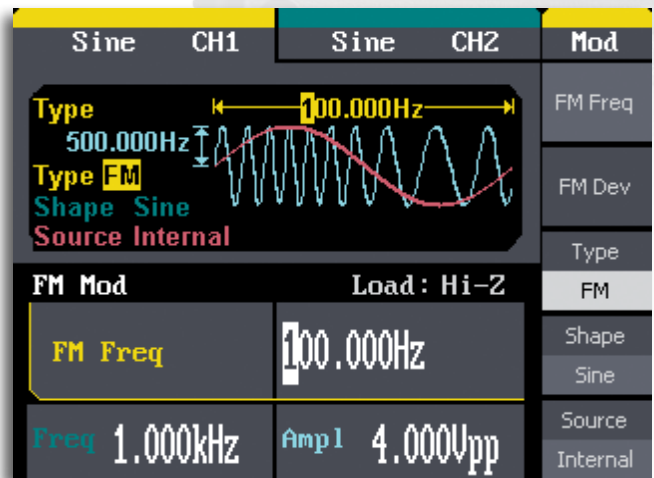 Sine CH1 Sine CH2 Mod
Type 100.000Hz
500.000Hz
Type FM
Shape Sine
Source Internal
FM Mod Load: Hi-Z
FM Freq 100.000Hz
Freq 1.000kHz Ampl 4.000Vpp
FM Freq
FM Dev
Type
FM
Shape
Sine
Source
Internal